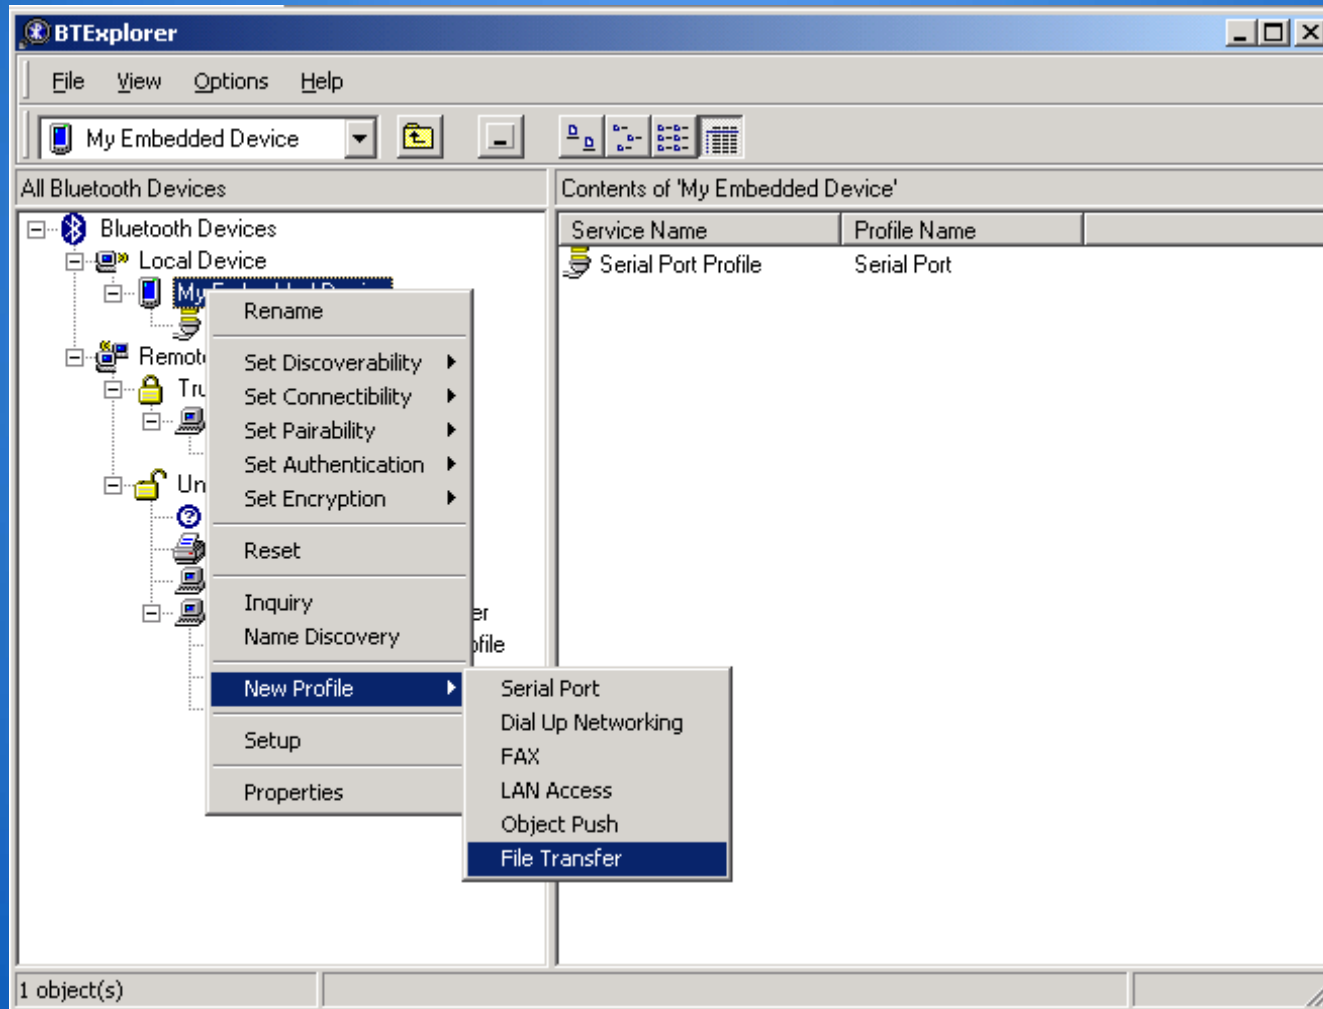 BTExplorer
File View Options Help
My Embedded Device
All Bluetooth Devices
Contents of 'My Embedded Device'
Bluetooth Devices
Service Name
Profile Name
Local Device
Serial Port Profile
Serial Port
My Embedded Device
Rename
Set Discoverability
Set Connectibility
Set Pairability
Set Authentication
Set Encryption
Reset
Inquiry
Name Discovery
New Profile
Setup
Properties
Serial Port
Dial Up Networking
FAX
LAN Access
Object Push
File Transfer
1 object(s)